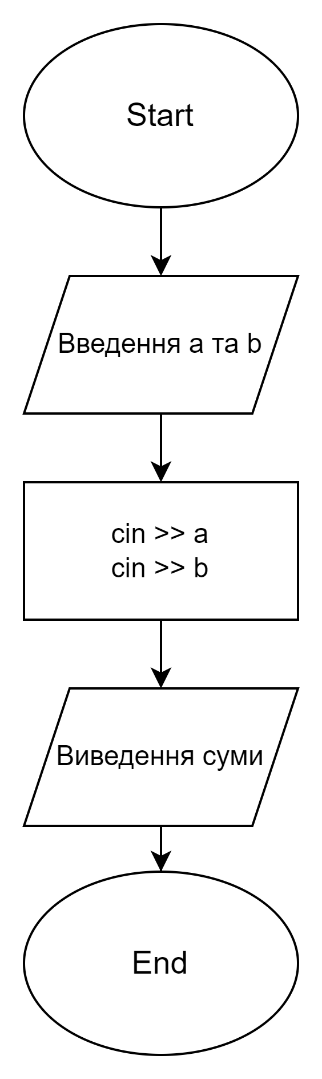 Start
Введення a та b
cin >> a
cin >> b
Виведення суми
End